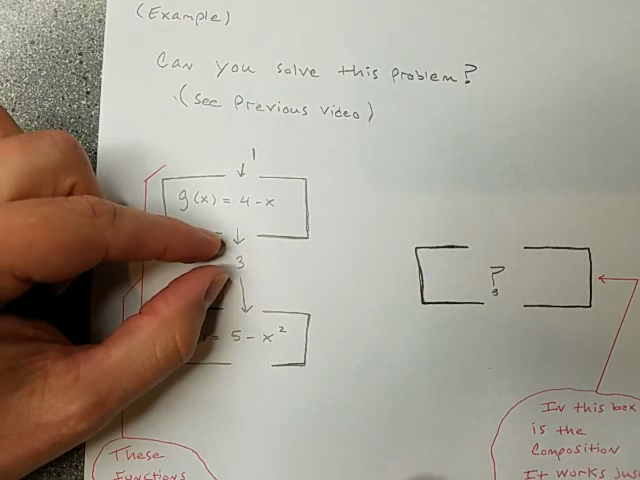 (Example)
Can you solve this problem?
(See Previous video)
1
g(x) = 4 - x
3
= 5 - x²
?
In this box
is the
Composition
It works just
These
Functions